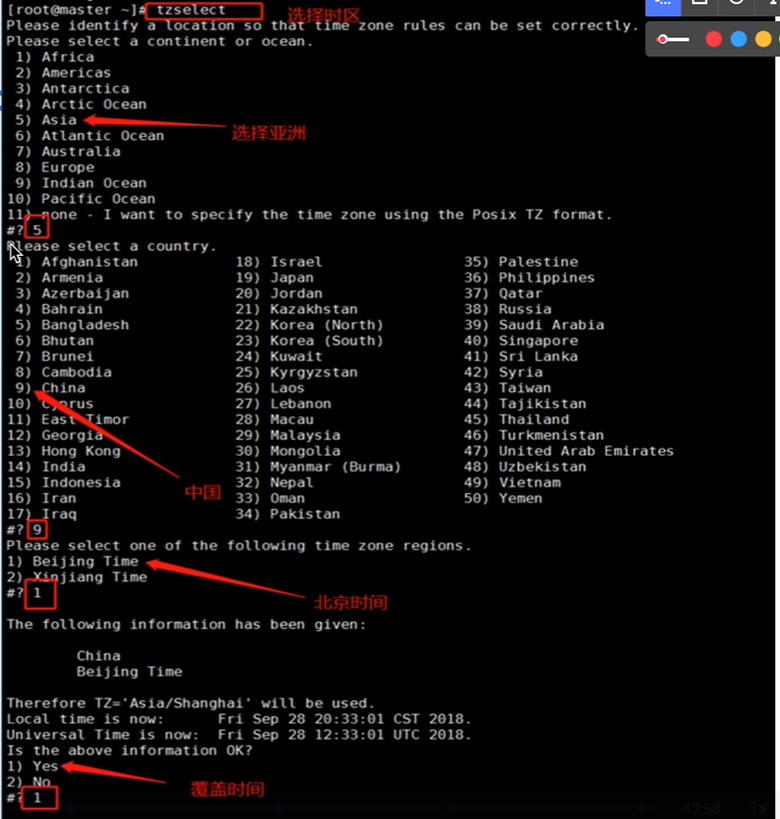 [root@master ~]# tzselect 选择时区
Please identify a location so that time zone rules can be set correctly.
Please select a continent or ocean.
1) Africa
2) Americas
3) Antarctica
4) Arctic Ocean
5) Asia
选择亚洲
6) Atlantic Ocean
7) Australia
8) Europe
9) Indian Ocean
10) Pacific Ocean
11) none - I want to specify the time zone using the Posix TZ format.
#? 5
Please select a country.
1) Afghanistan 18) Israel 35) Palestine
2) Armenia 19) Japan 36) Philippines
3) Azerbaijan 20) Jordan 37) Qatar
4) Bahrain 21) Kazakhstan 38) Russia
5) Bangladesh 22) Korea (North) 39) Saudi Arabia
6) Bhutan 23) Korea (South) 40) Singapore
7) Brunei 24) Kuwait 41) Sri Lanka
8) Cambodia 25) Kyrgyzstan 42) Syria
9) China 26) Laos 43) Taiwan
10) Cyprus 27) Lebanon 44) Tajikistan
11) East Timor 28) Macau 45) Thailand
12) Georgia 29) Malaysia 46) Turkmenistan
13) Hong Kong 30) Mongolia 47) United Arab Emirates
14) India 31) Myanmar (Burma) 48) Uzbekistan
15) Indonesia 32) Nepal 49) Vietnam
中国
16) Iran 33) Oman 50) Yemen
17) Iraq 34) Pakistan
#? 9
Please select one of the following time zone regions.
1) Beijing Time
2) Xinjiang Time
#? 1
北京时间
The following information has been given:
China
Beijing Time
Therefore TZ='Asia/Shanghai' will be used.
Local time is now: Fri Sep 28 20:33:01 CST 2018.
Universal Time is now: Fri Sep 28 12:33:01 UTC 2018.
Is the above information OK?
1) Yes
2) No
覆盖时间
#? 1
-43:58 1x